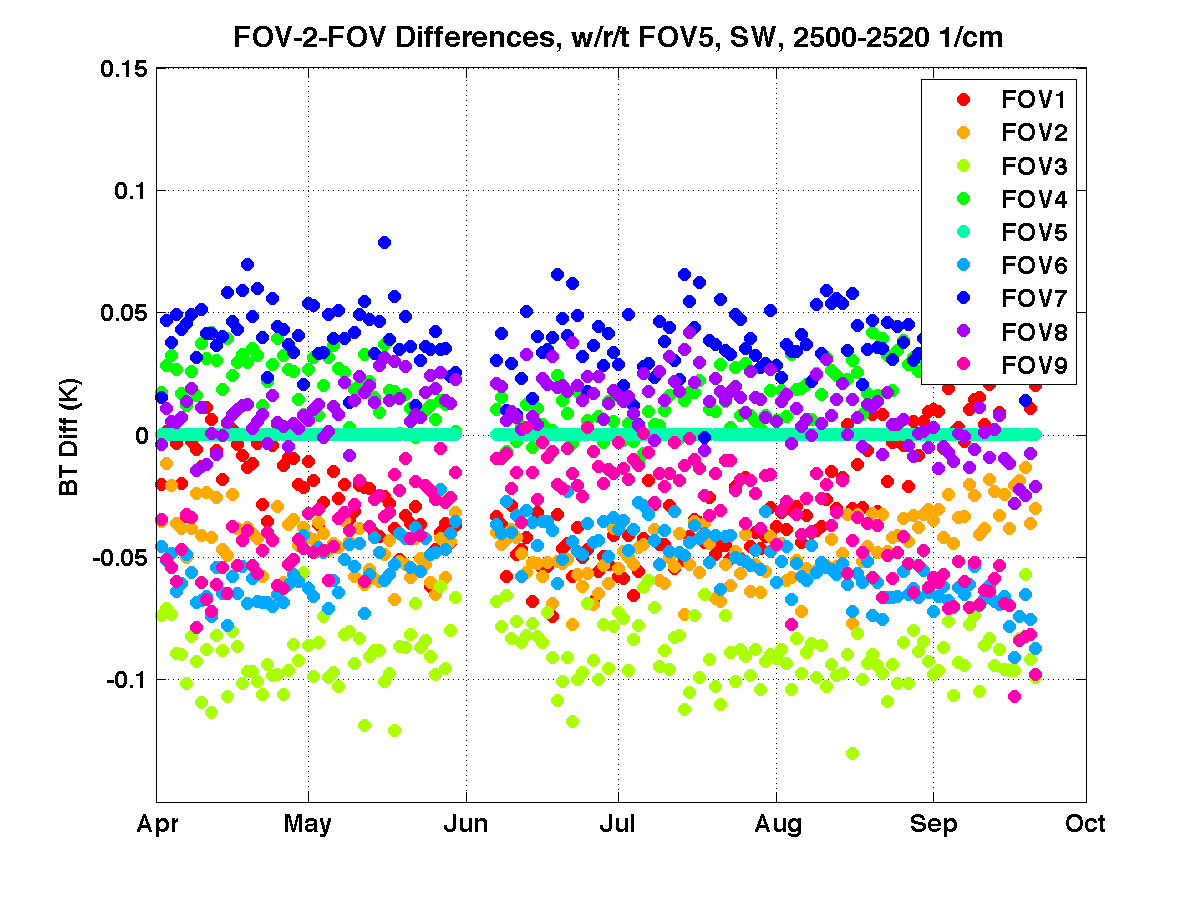 FOV-2-FOV Differences, w/r/t FOV5, SW, 2500-2520 1/cm
0.15
0.1
0.05
0
-0.05
-0.1
BT Diff (K)
Apr May Jun Jul Aug Sep Oct
FOV1
FOV2
FOV3
FOV4
FOV5
FOV6
FOV7
FOV8
FOV9